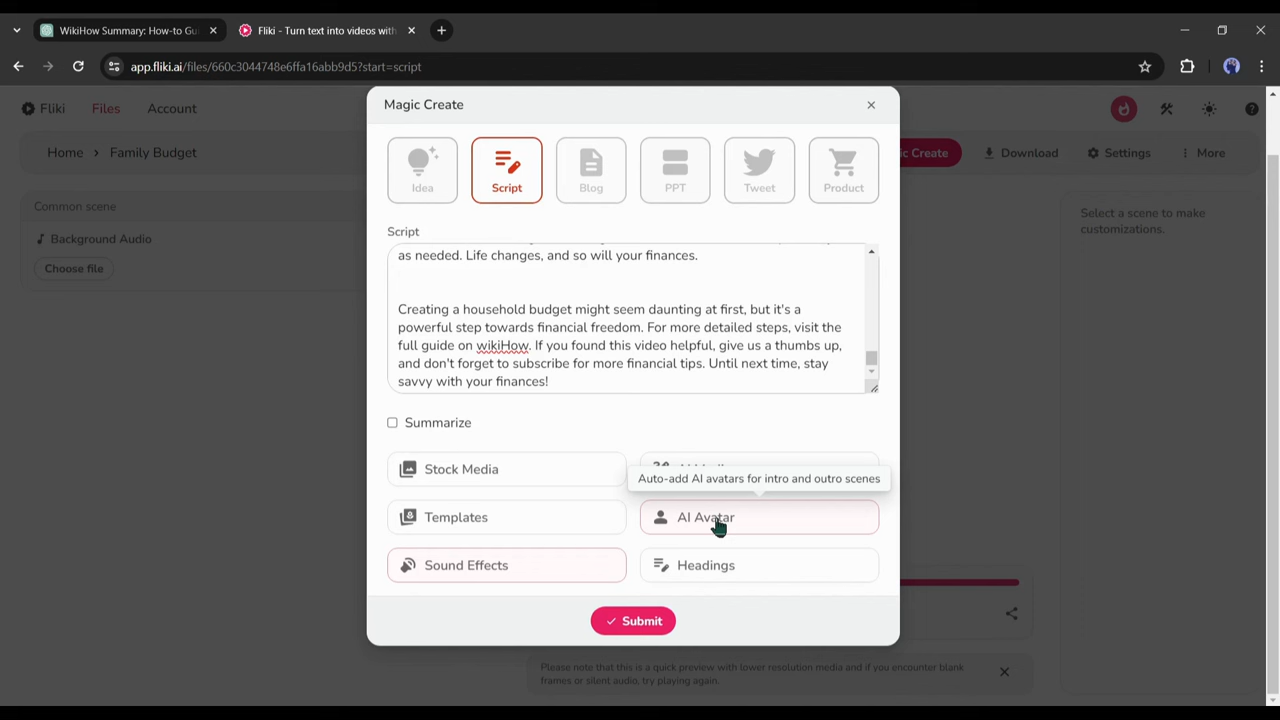 WikiHow Summary: How-to Gu
Fliki - Turn text into videos with
app.fliki.ai/files/660c3044748e6ffa16abb9d5?start=script
Magic Create
Fliki
Files
Account
Home > Family Budget
ic Create
Download
Settings
More
Idea
Script
Blog
PPT
Tweet
Product
Common scene
Background Audio
Choose file
Select a scene to make
customizations.
Script
as needed. Life changes, and so will your finances.
Creating a household budget might seem daunting at first, but it's a
powerful step towards financial freedom. For more detailed steps, visit the
full guide on wikiHow. If you found this video helpful, give us a thumbs up,
and don't forget to subscribe for more financial tips. Until next time, stay
savvy with your finances!
Summarize
Stock Media
Auto-add AI avatars for intro and outro scenes
Templates
AI Avatar
Sound Effects
Headings
Submit
Please note that this is a quick preview with lower resolution media and if you encounter blank
frames or silent audio, try playing again.